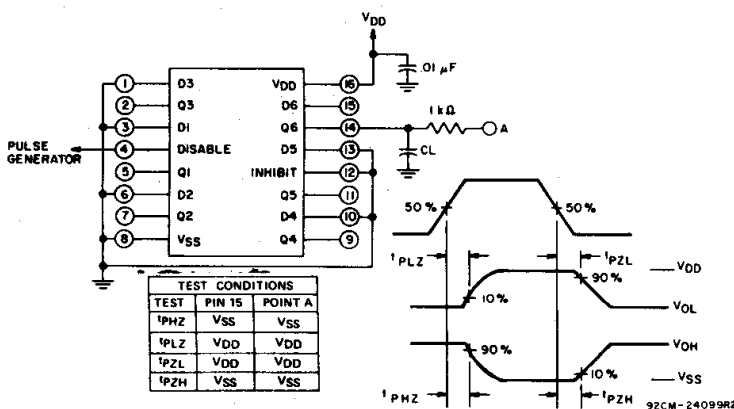 VDD
.01 µF
1 D3 VDD 16
2 Q3 D6 15
3 D1 Q6 14
1 kΩ
A
CL
PULSE
GENERATOR
4 DISABLE D5 13
5 Q1 INHIBIT 12
6 D2 Q5 11
7 Q2 D4 10
8 VSS Q4 9
50% 50%
tPLZ tPZL
90% VDD
10% VOL
90% VOH
10% VSS
tPHZ tPZH
TEST CONDITIONS
TEST PIN 15 POINT A
tPHZ VSS VSS
tPLZ VDD VDD
tPZL VDD VDD
tPZH VSS VSS
92CM-24099R2